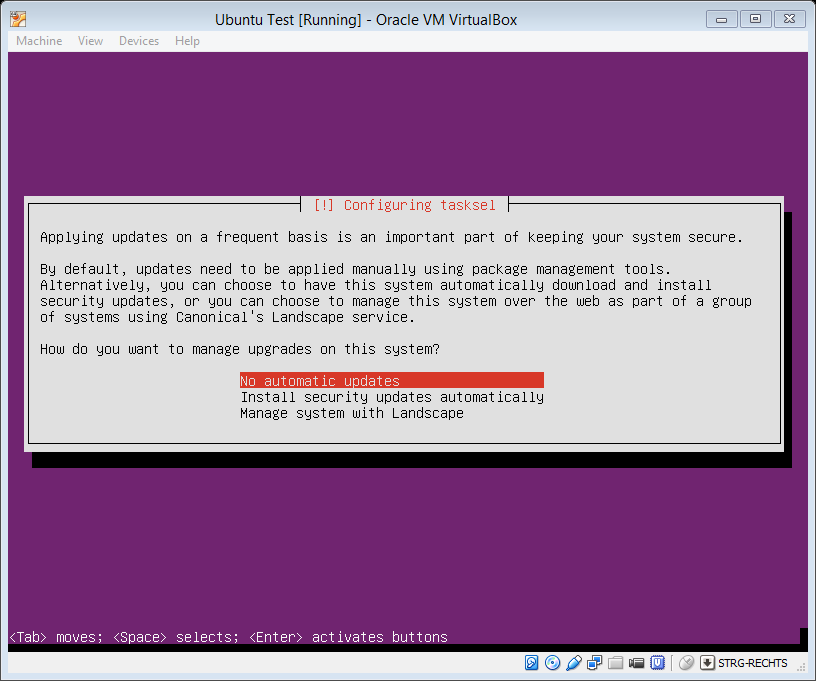 Ubuntu Test [Running] - Oracle VM VirtualBox
Machine View Devices Help
[!] Configuring tasksel
Applying updates on a frequent basis is an important part of keeping your system secure.
By default, updates need to be applied manually using package management tools.
Alternatively, you can choose to have this system automatically download and install
security updates, or you can choose to manage this system over the web as part of a group
of systems using Canonical's Landscape service.
How do you want to manage upgrades on this system?
No automatic updates
Install security updates automatically
Manage system with Landscape
<Tab> moves; <Space> selects; <Enter> activates buttons
STRG-RECHTS